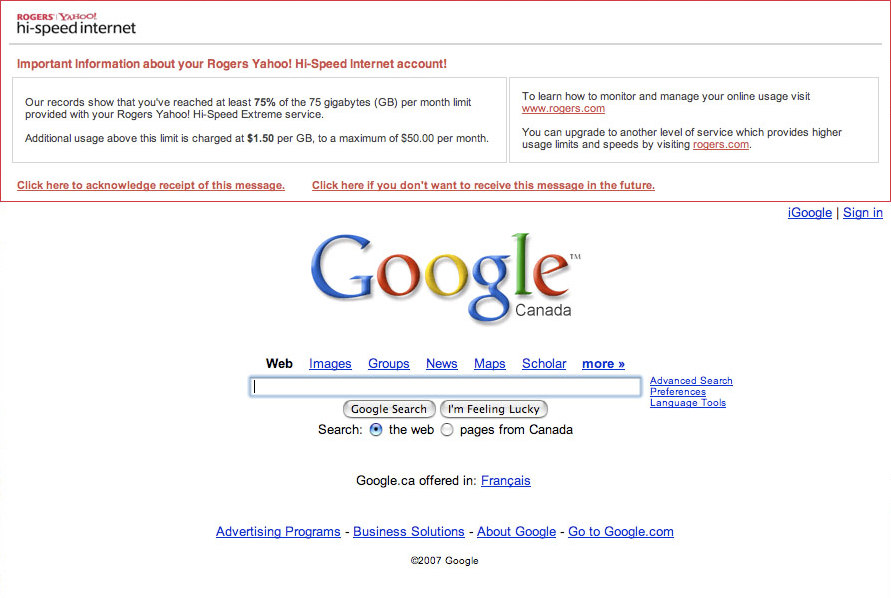 ROGERS YAHOO!
hi-speed internet
Important Information about your Rogers Yahoo! Hi-Speed Internet account!
Our records show that you've reached at least 75% of the 75 gigabytes (GB) per month limit
provided with your Rogers Yahoo! Hi-Speed Extreme service.
Additional usage above this limit is charged at $1.50 per GB, to a maximum of $50.00 per month.
To learn how to monitor and manage your online usage visit
www.rogers.com
You can upgrade to another level of service which provides higher
usage limits and speeds by visiting rogers.com.
Click here to acknowledge receipt of this message. Click here if you don't want to receive this message in the future.
iGoogle | Sign in
Google™
Canada
Web Images Groups News Maps Scholar more »
Advanced Search
Preferences
Language Tools
Google Search I'm Feeling Lucky
Search: the web pages from Canada
Google.ca offered in: Français
Advertising Programs - Business Solutions - About Google - Go to Google.com
©2007 Google